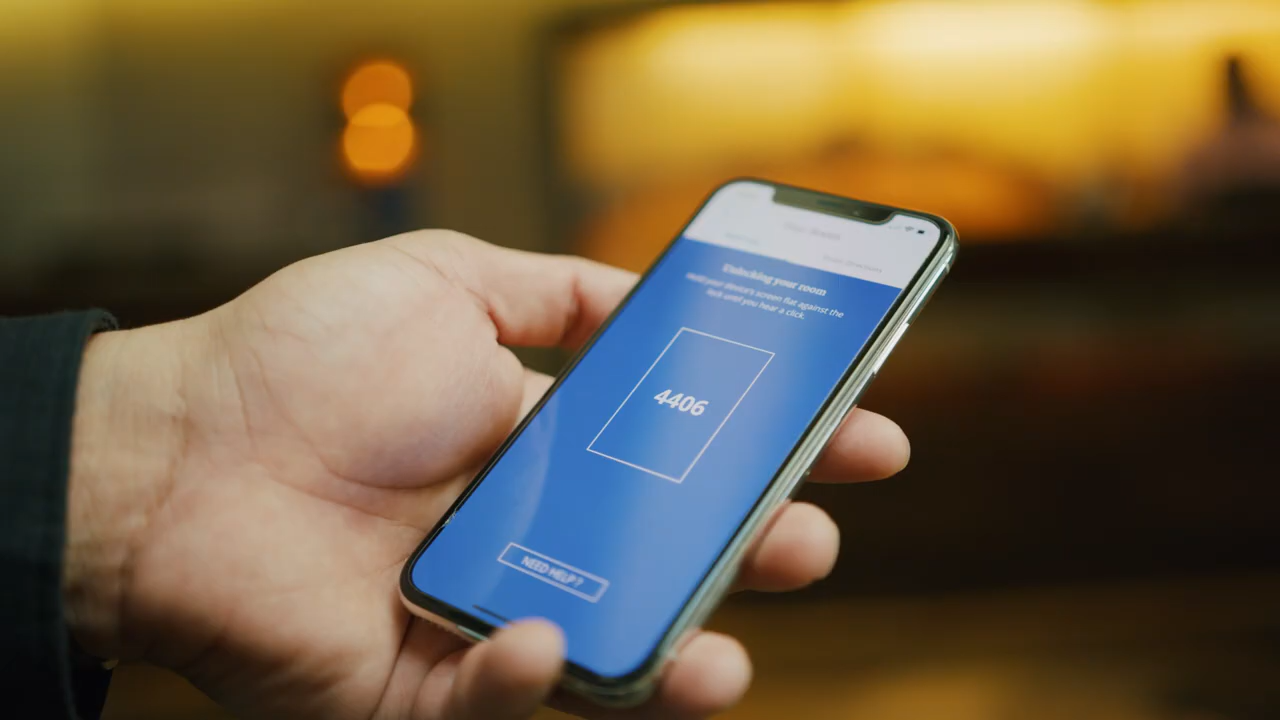 Unlocking your room
Hold your device's screen flat against the
lock until you hear a click.
4406
NEED HELP?